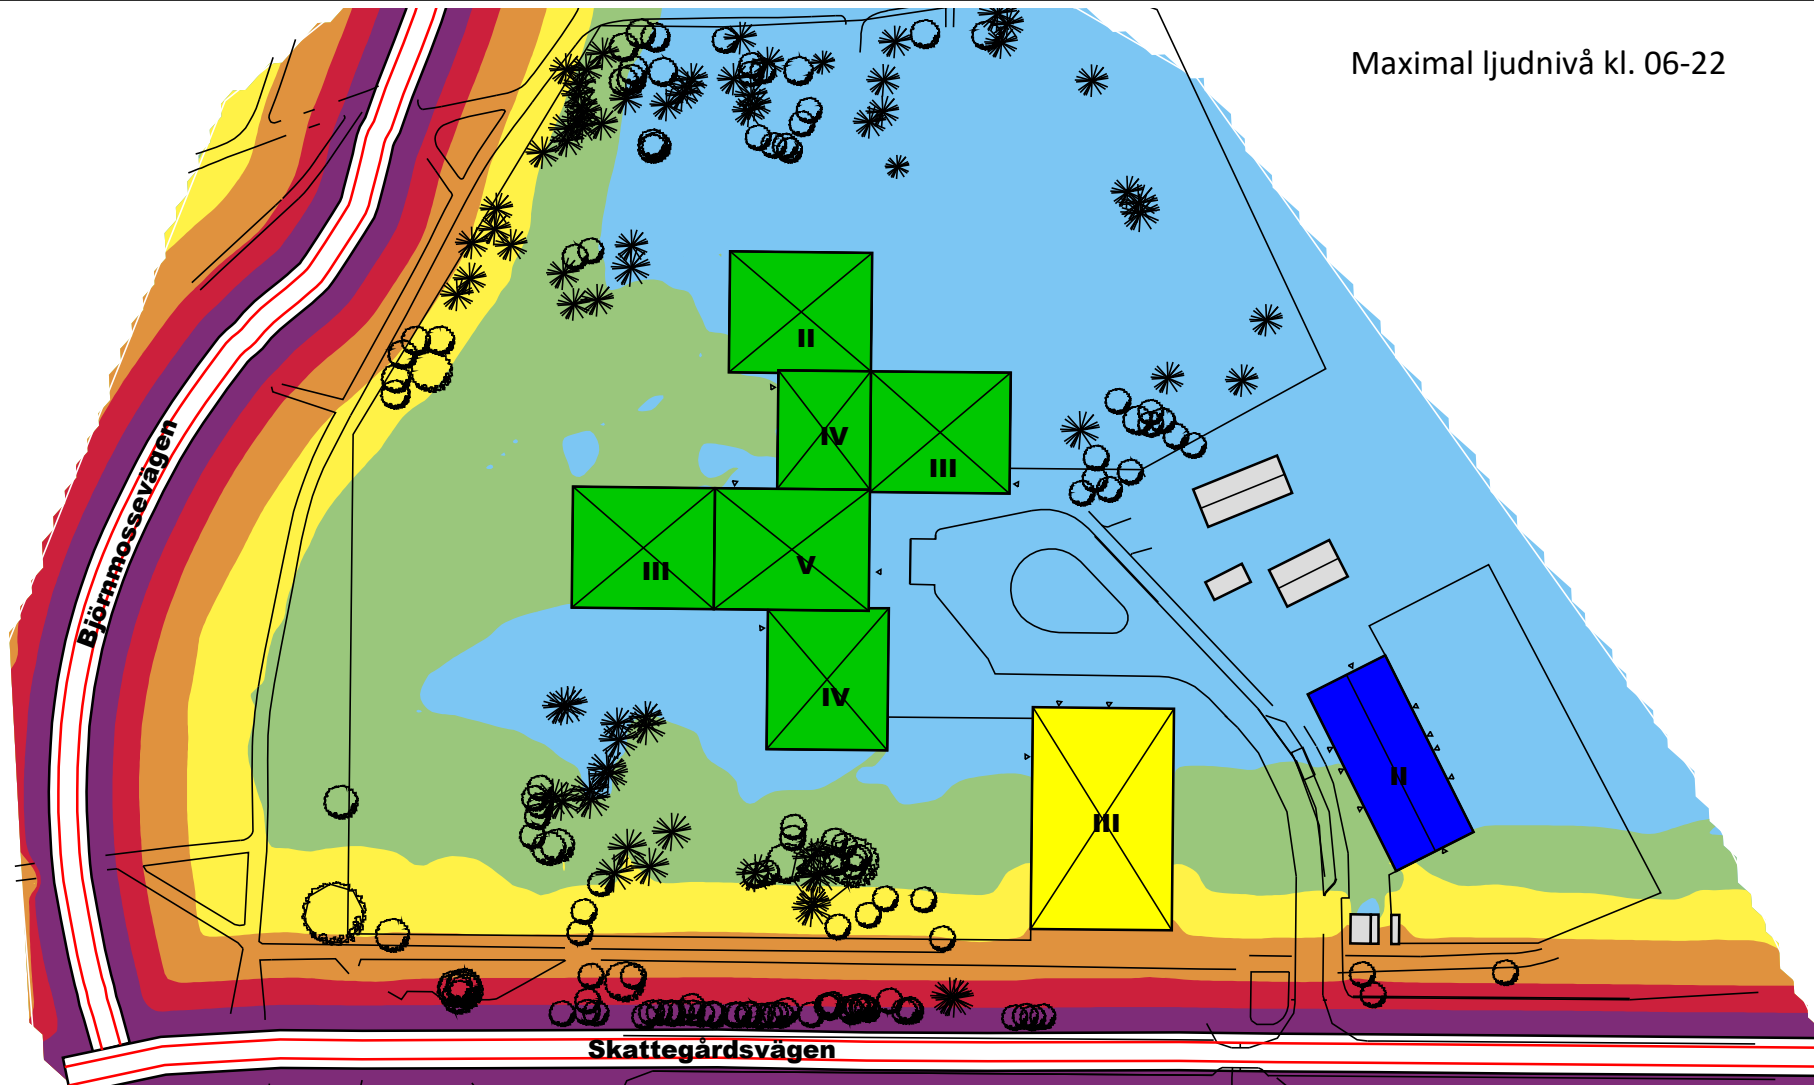 Maximal ljudnivå kl. 06-22
II
IV
III
III
V
IV
III
II
Björnmossevägen
Skattegårdsvägen